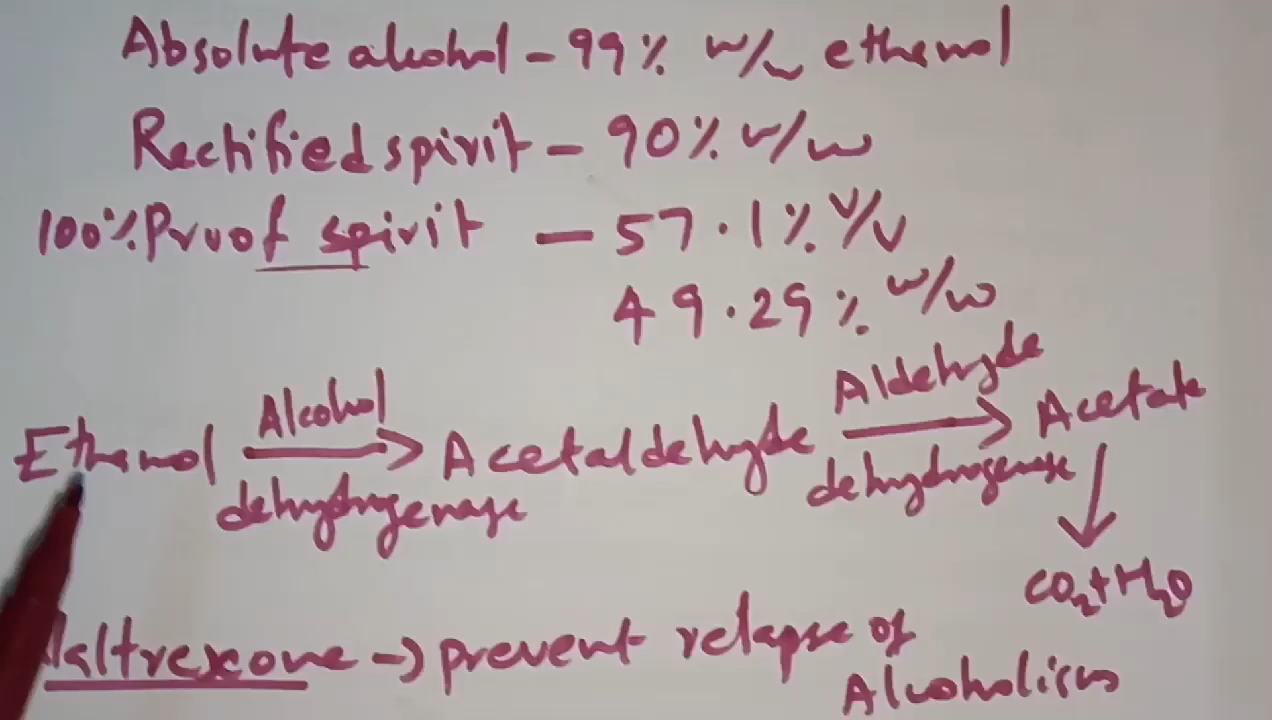 Absolute alcohol - 99% w/w ethanol
Rectified spirit - 90% w/w
100% Proof spirit - 57.1% v/v
49.29% w/w
Ethanol Alcohol dehydrogenase → Acetaldehyde Aldehyde dehydrogenase → Acetate
↓
CO₂+H₂O
altrexone → prevent relapse of
Alcoholism